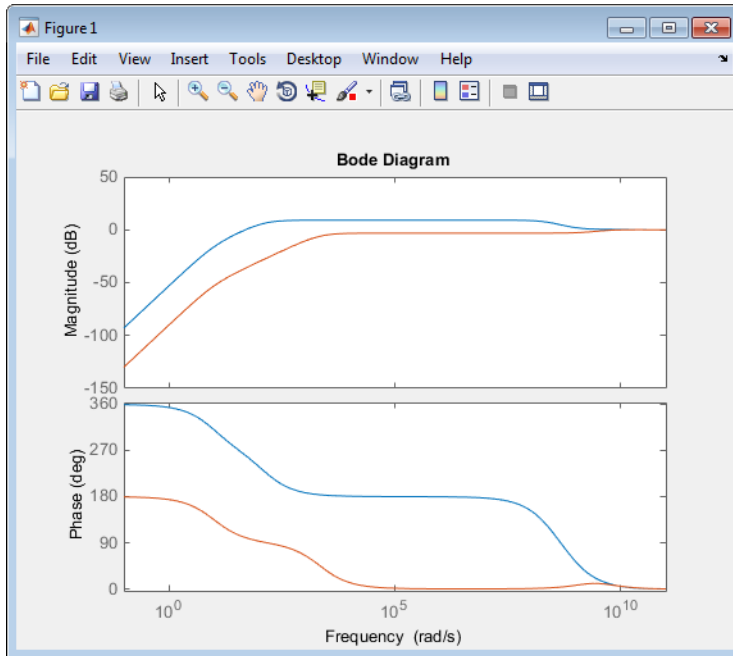 Figure 1
File Edit View Insert Tools Desktop Window Help
Bode Diagram
Magnitude (dB)
50
0
-50
-100
-150
Phase (deg)
360
270
180
90
0
10^0 10^5 10^10
Frequency (rad/s)